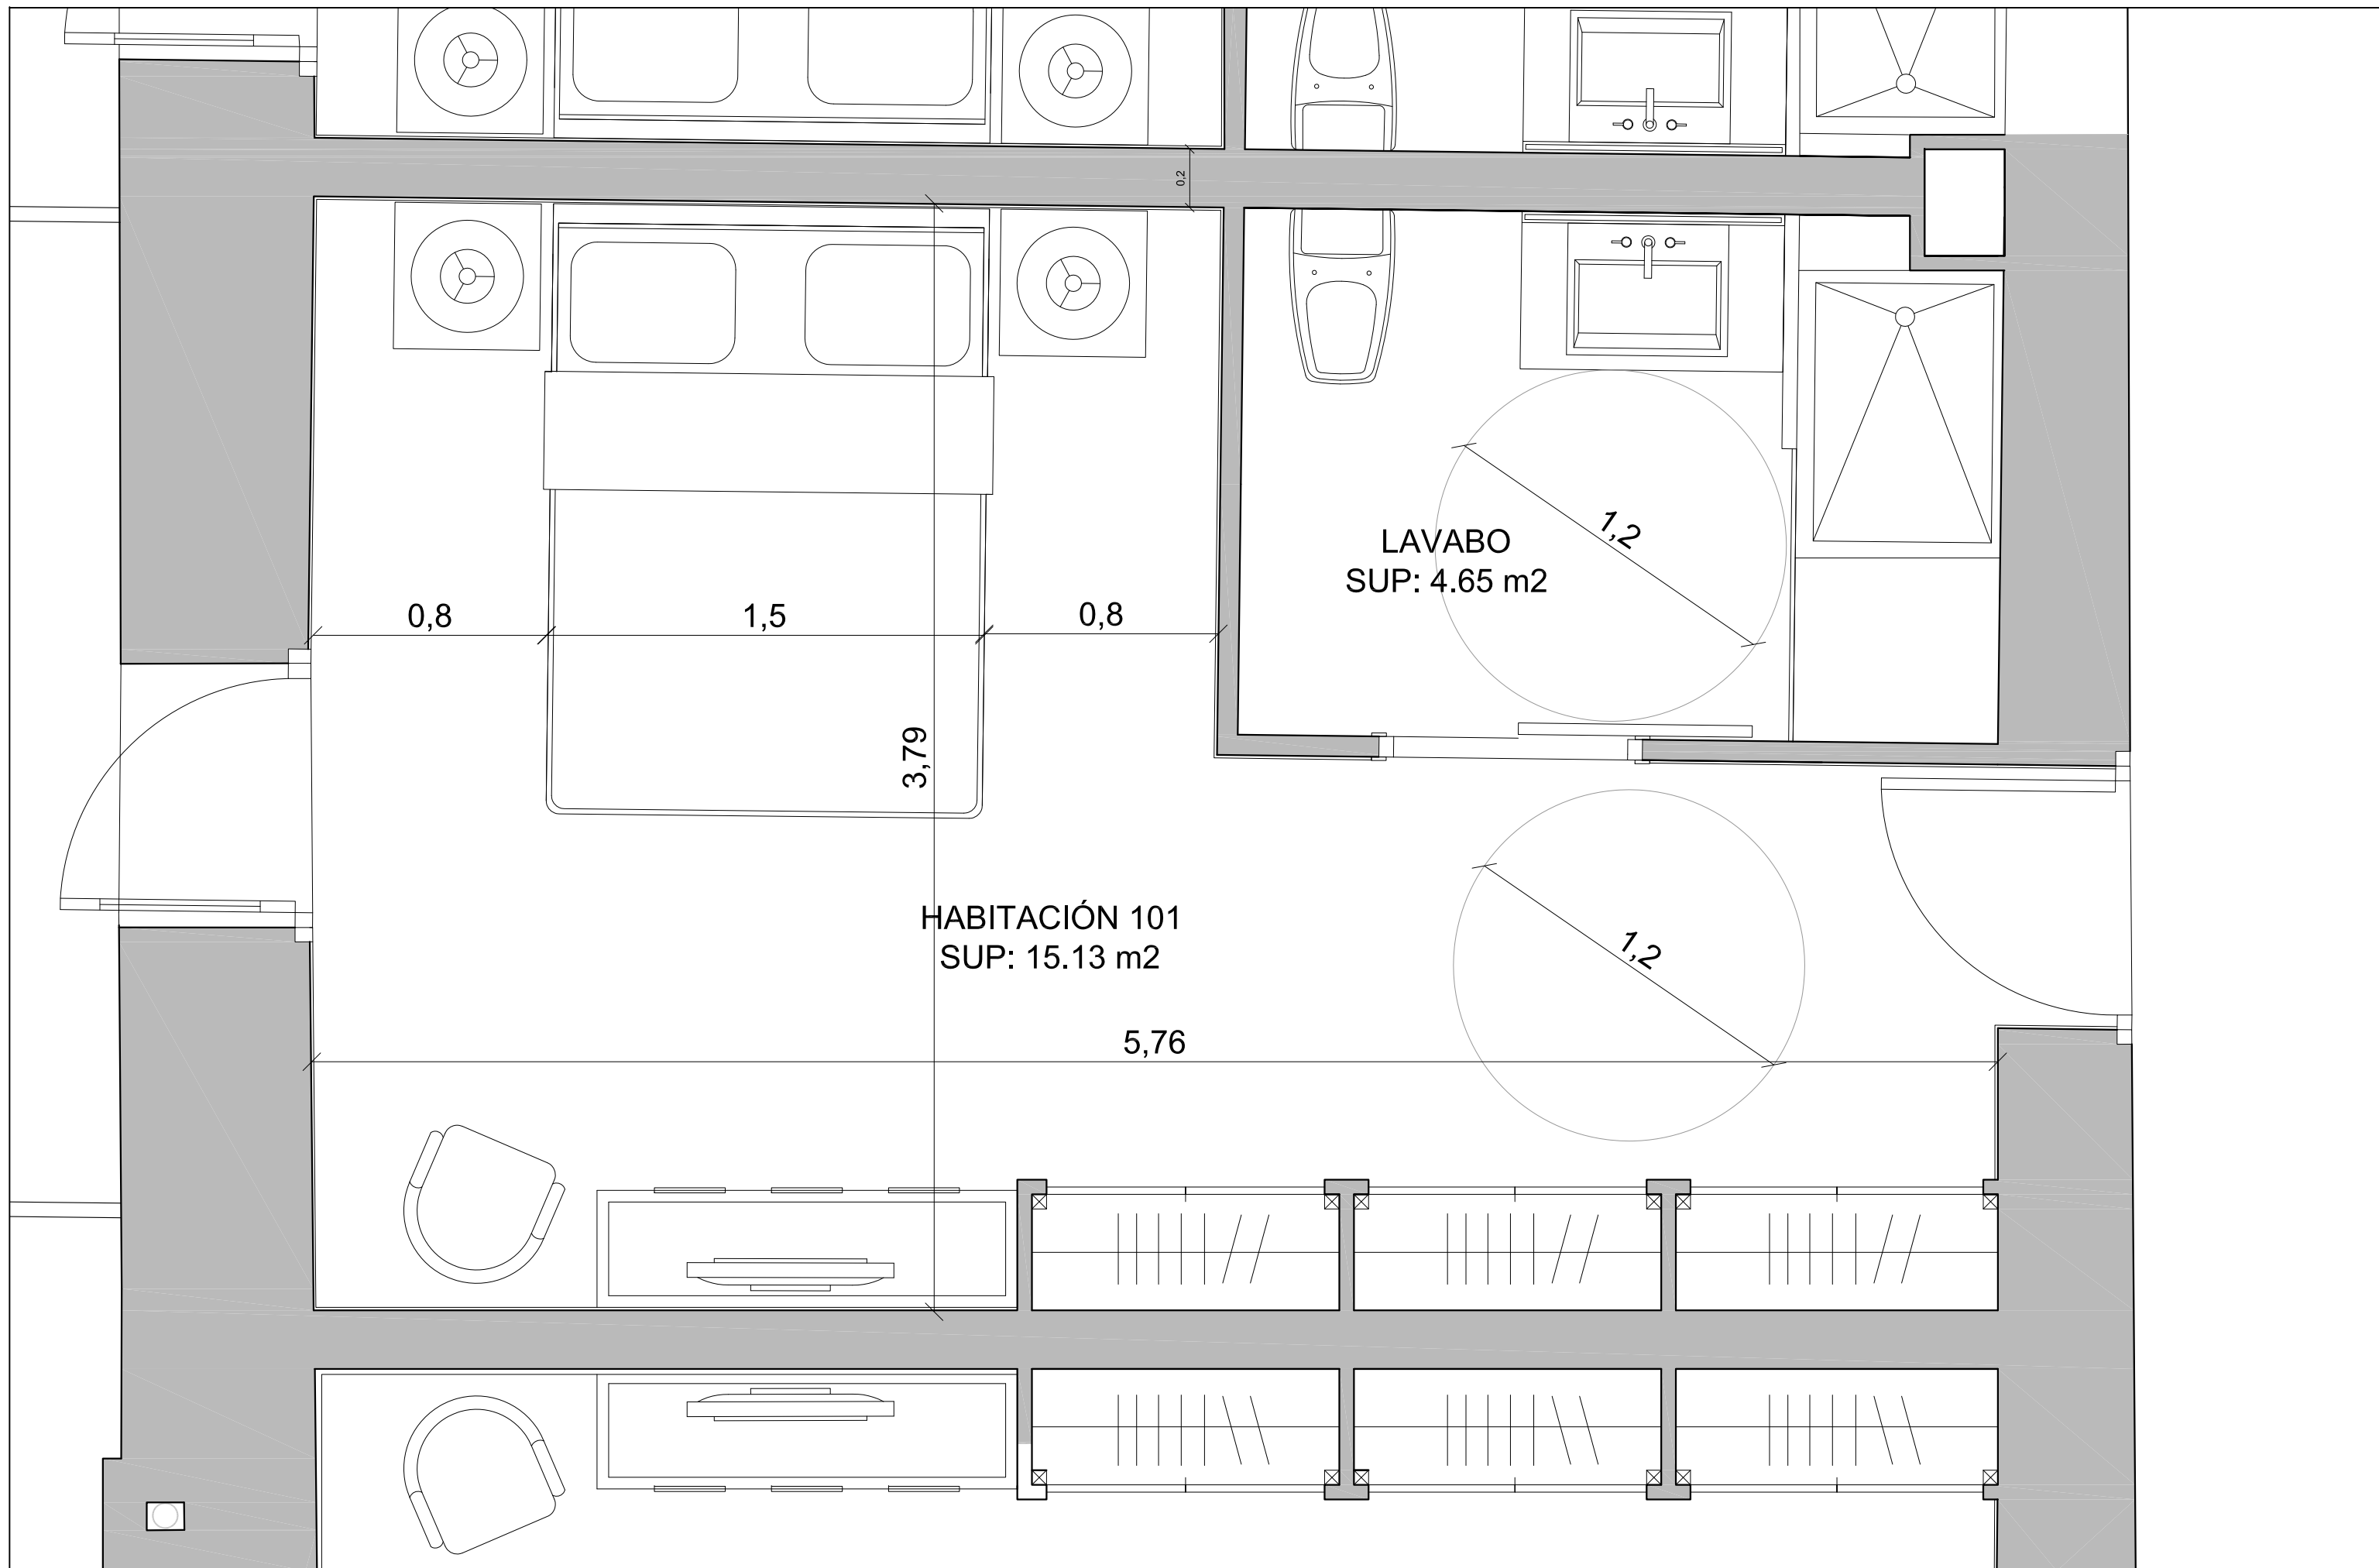 0,2
LAVABO
SUP: 4.65 m2
1,2
0,8
1,5
0,8
3,79
HABITACIÓN 101
SUP: 15.13 m2
1,2
5,76